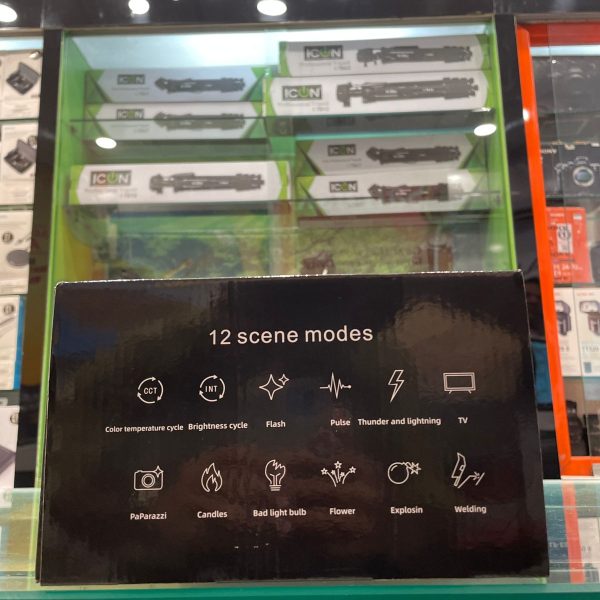 ICON
ICON
ICON
ICON
ICON
ICON
ICON
12 scene modes
CCT
INT
Color temperature cycle Brightness cycle Flash Pulse Thunder and lightning TV
PaParazzi Candles Bad light bulb Flower Explosin Welding